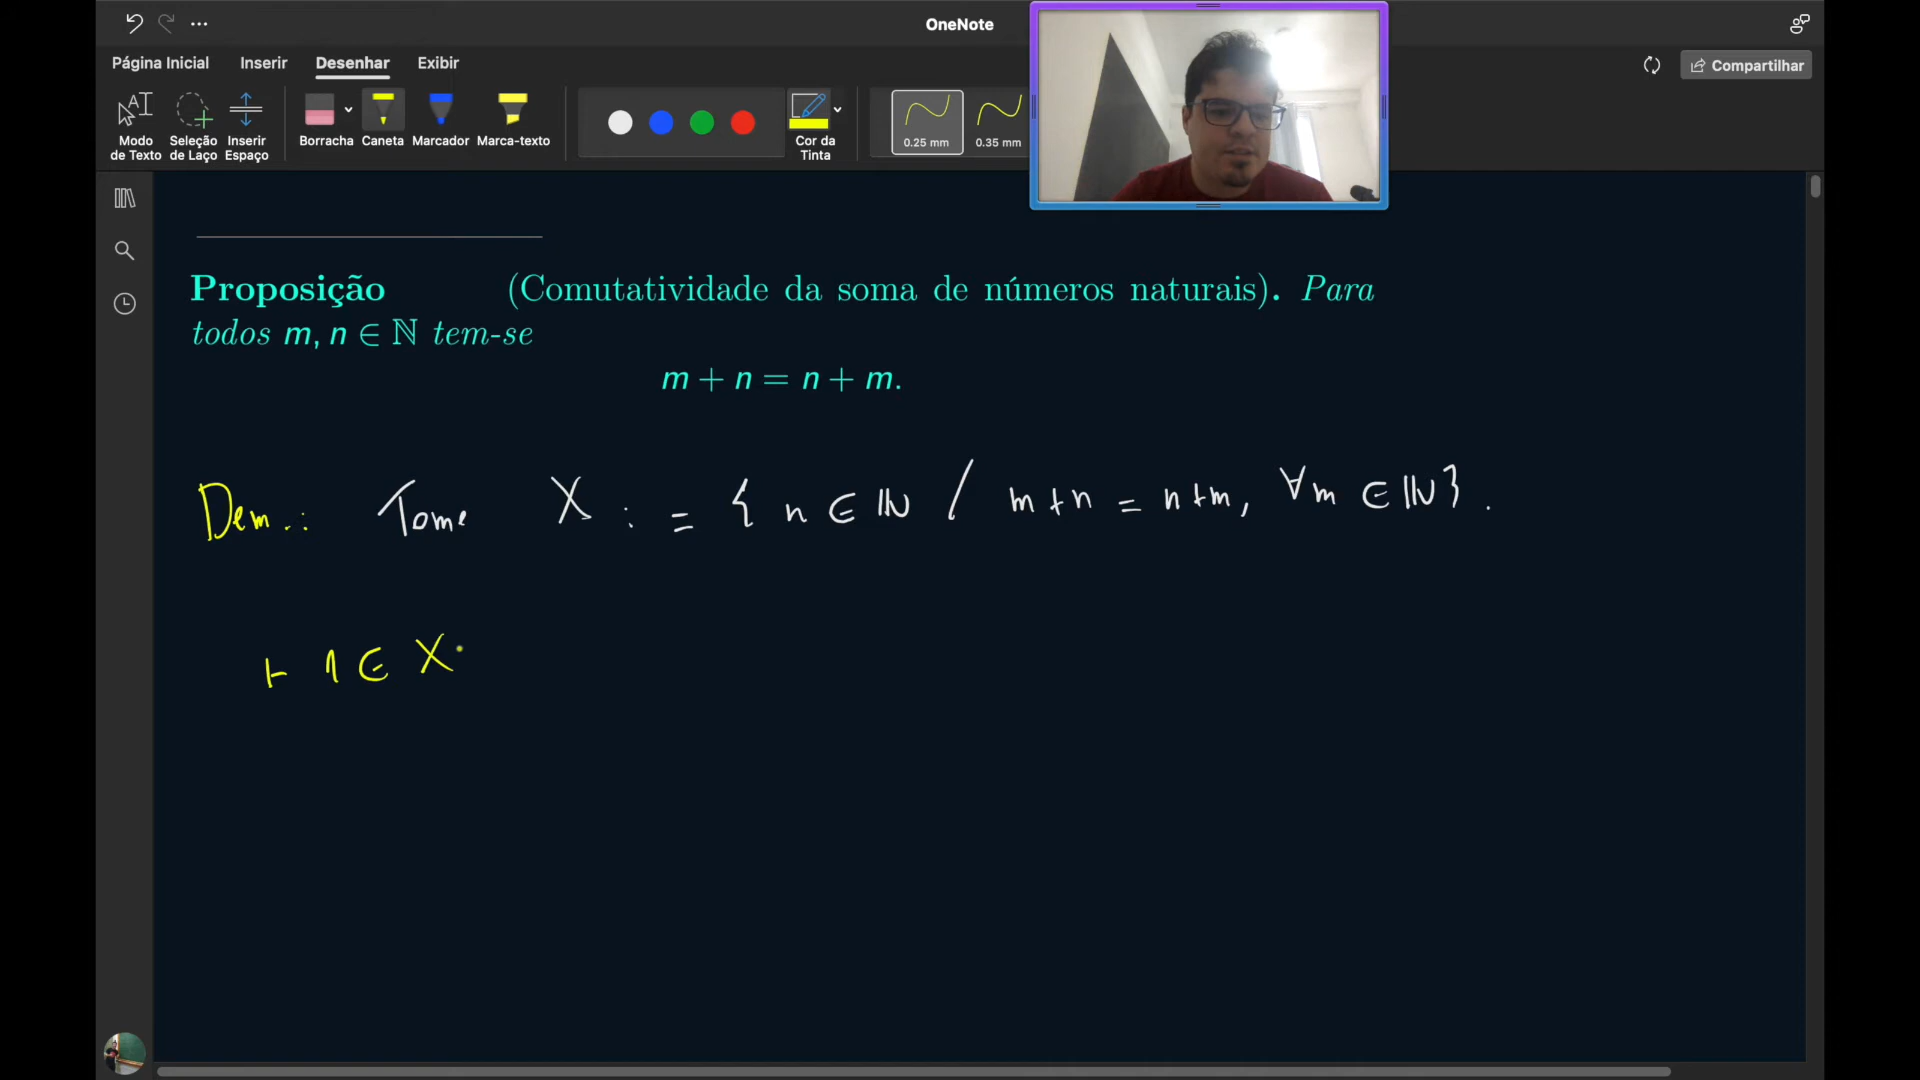 OneNote
Página Inicial Inserir Desenhar Exibir
Compartilhar
Modo de Texto
Seleção de Laço
Inserir Espaço
Borracha
Caneta
Marcador
Marca-texto
Cor da Tinta
0.25 mm
0.35 mm
Proposição (Comutatividade da soma de números naturais). Para
todos m, n ∈ ℕ tem-se
m + n = n + m.
Dem.: Tome X := { n ∈ ℕ / m + n = n + m, ∀m ∈ ℕ } .
⊢ 1 ∈ X.